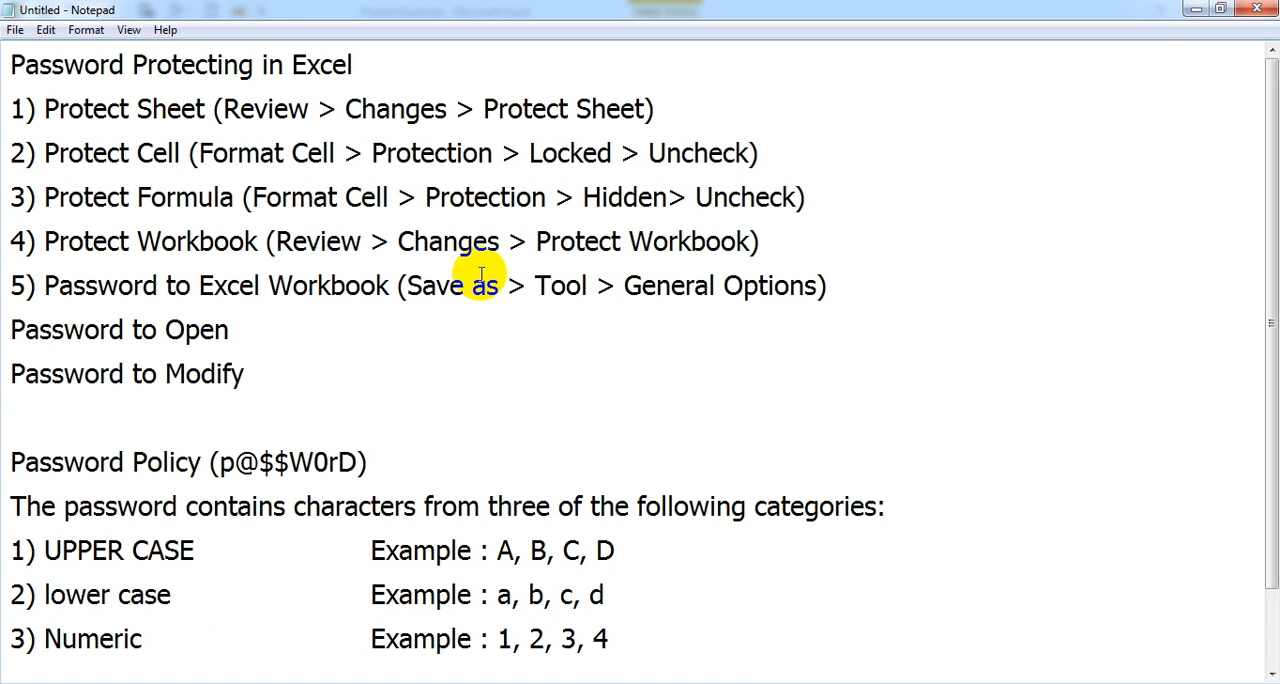 Untitled - Notepad
File Edit Format View Help
Password Protecting in Excel
1) Protect Sheet (Review > Changes > Protect Sheet)
2) Protect Cell (Format Cell > Protection > Locked > Uncheck)
3) Protect Formula (Format Cell > Protection > Hidden> Uncheck)
4) Protect Workbook (Review > Changes > Protect Workbook)
5) Password to Excel Workbook (Save as > Tool > General Options)
Password to Open
Password to Modify
Password Policy (p@$$W0rD)
The password contains characters from three of the following categories:
1) UPPER CASE Example : A, B, C, D
2) lower case Example : a, b, c, d
3) Numeric Example : 1, 2, 3, 4